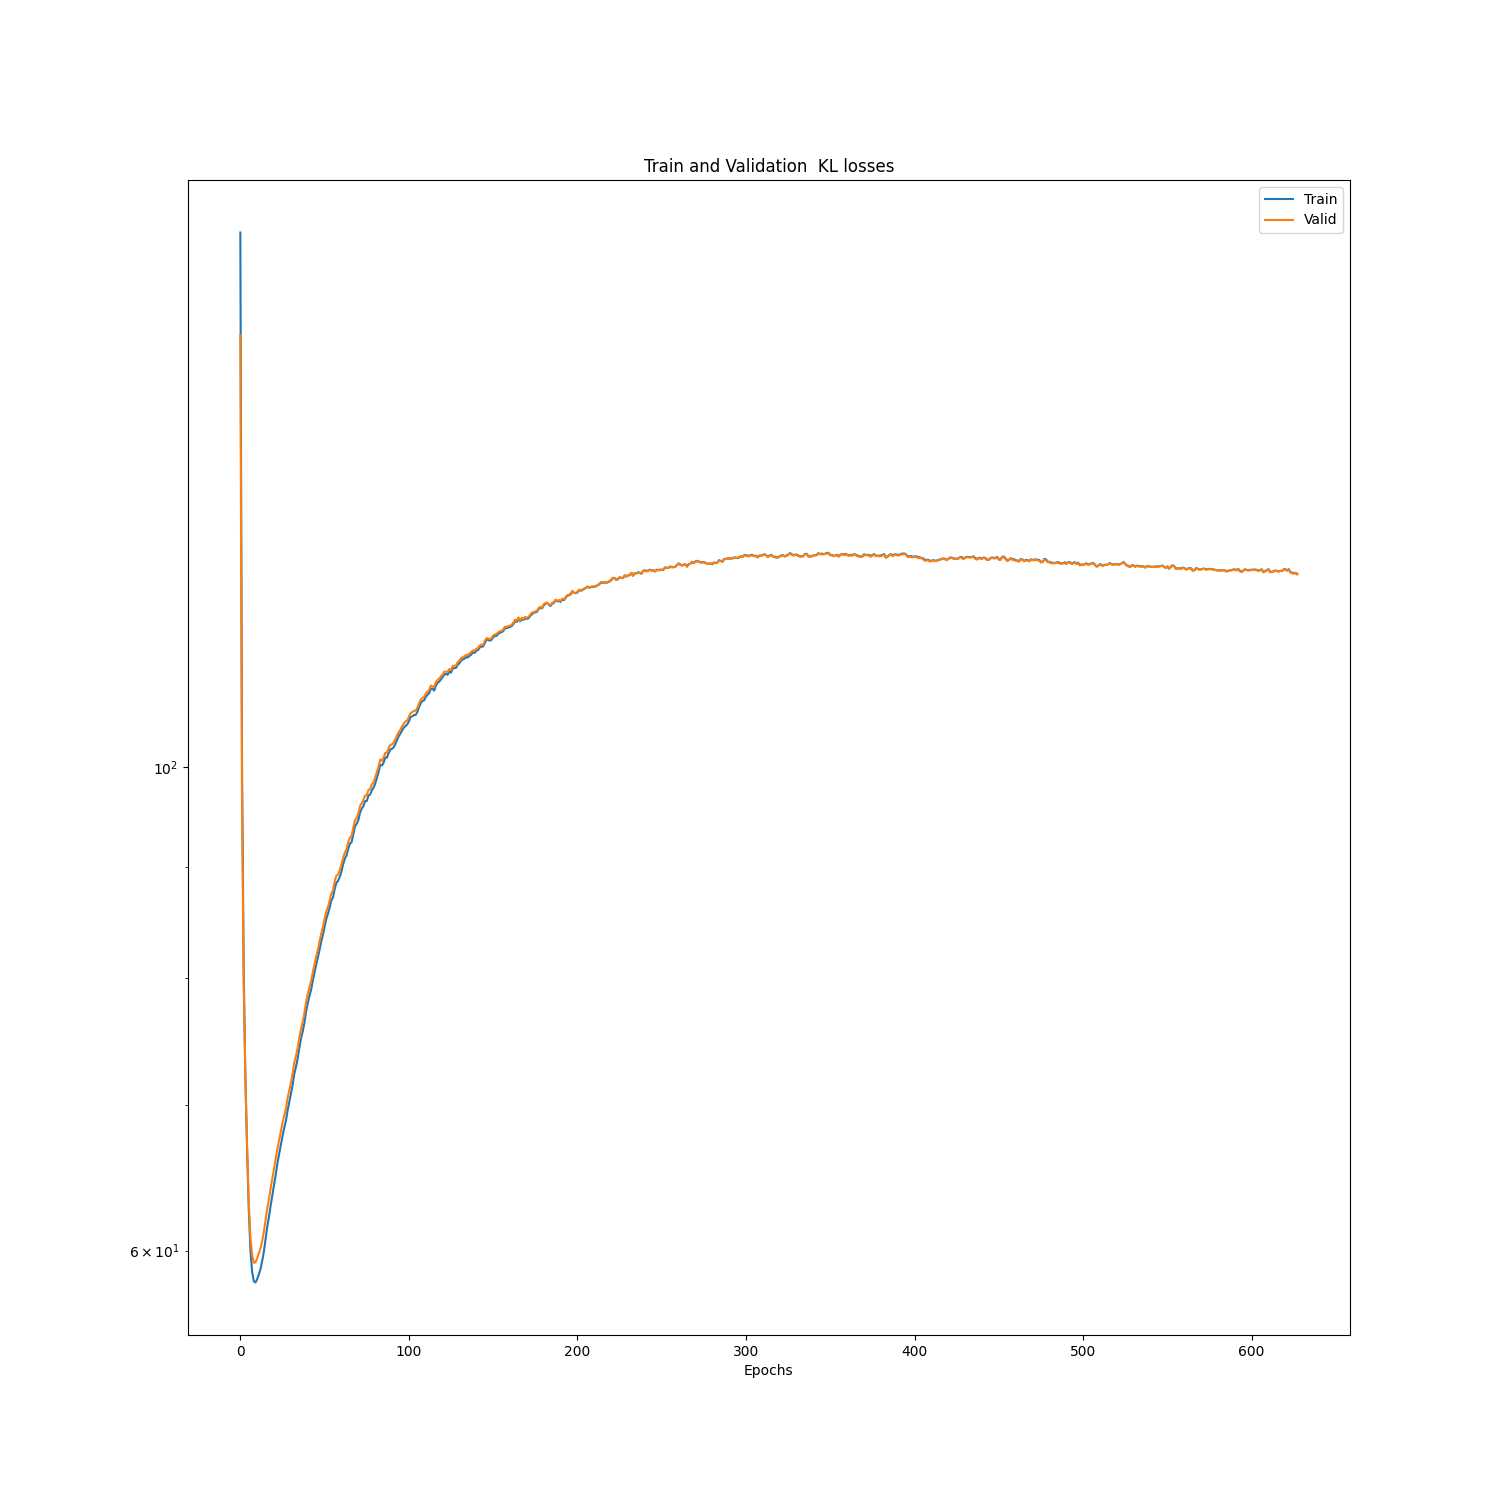 Train and Validation  KL losses
Train
Valid
10²
6 × 10¹
0 100 200 300 400 500 600
Epochs